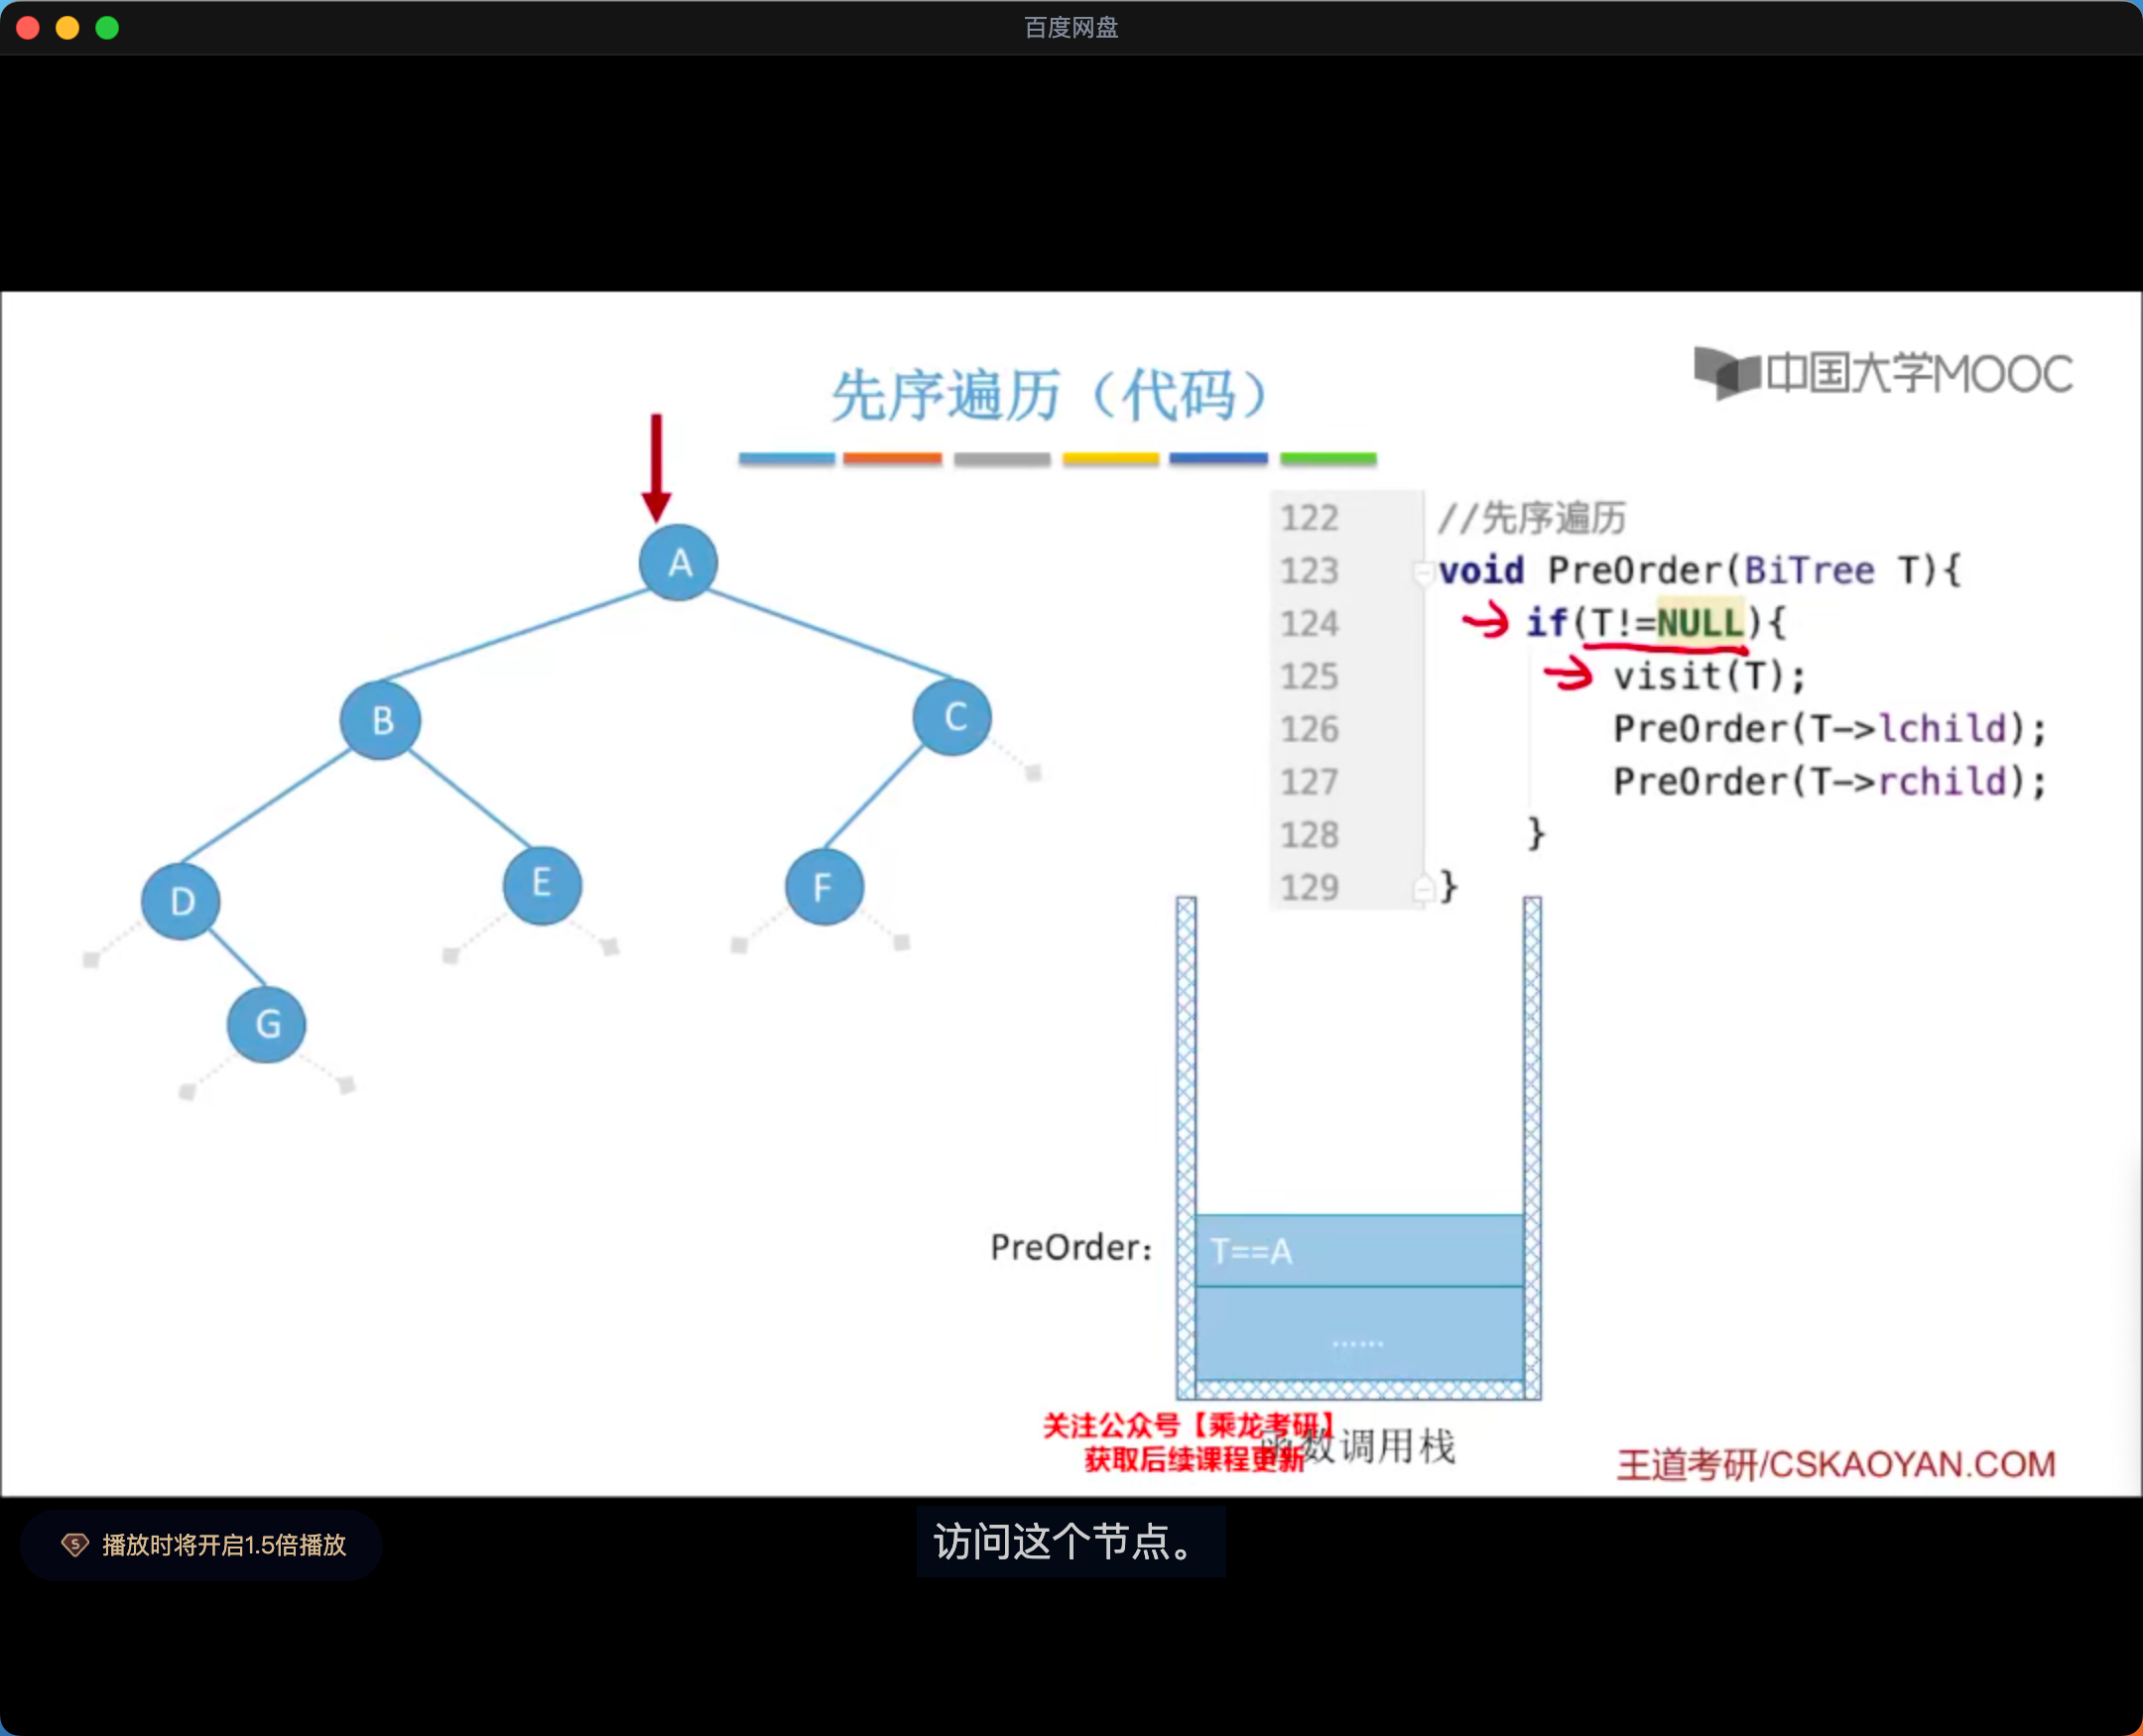 百度网盘
先序遍历（代码）
中国大学MOOC
A
B
C
D
E
F
G
122 //先序遍历
123 void PreOrder(BiTree T){
124 if(T!=NULL){
125 visit(T);
126 PreOrder(T->lchild);
127 PreOrder(T->rchild);
128 }
129 }
PreOrder:
T==A
......
关注公众号【乘龙考研】
获取后续课程更新
函数调用栈
王道考研/CSKAOYAN.COM
S 播放时将开启1.5倍播放
访问这个节点。